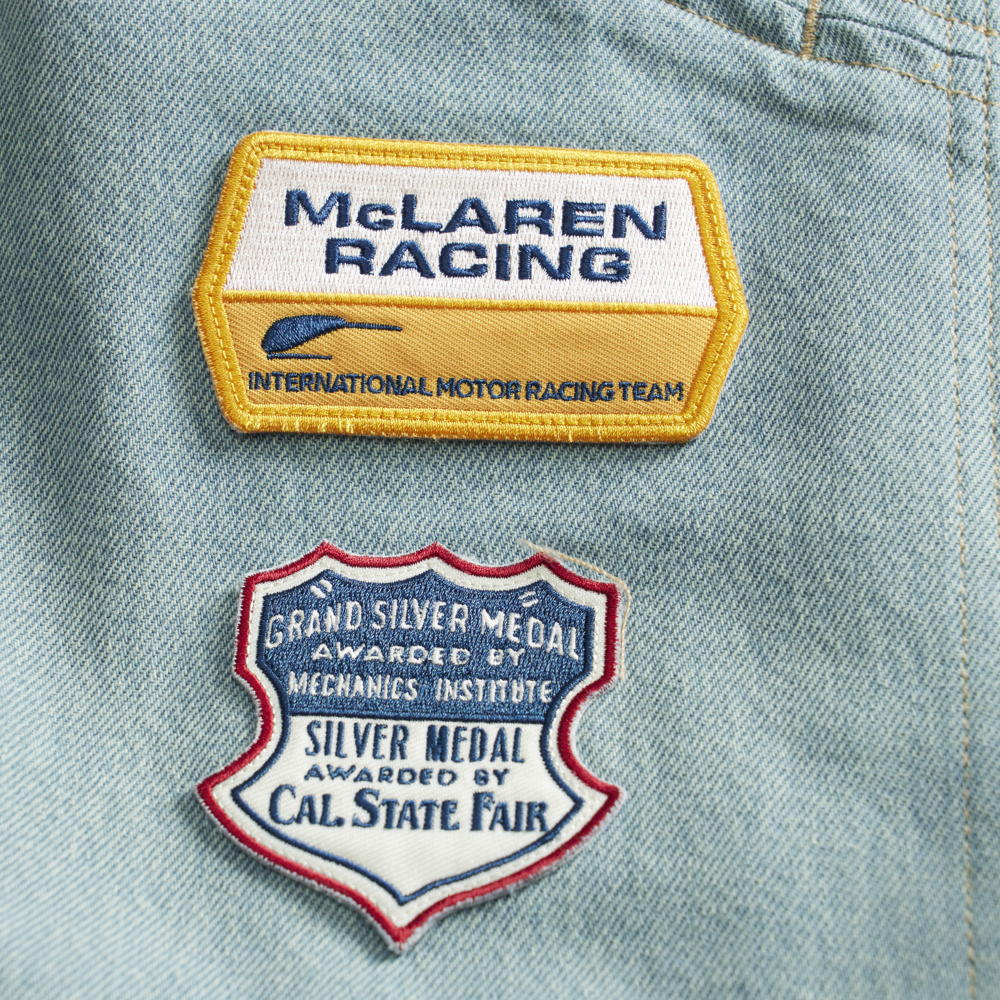 McLAREN
RACING
INTERNATIONAL MOTOR RACING TEAM
"GRAND SILVER MEDAL"
AWARDED BY
MECHANICS INSTITUTE
SILVER MEDAL
AWARDED BY
CAL. STATE FAIR